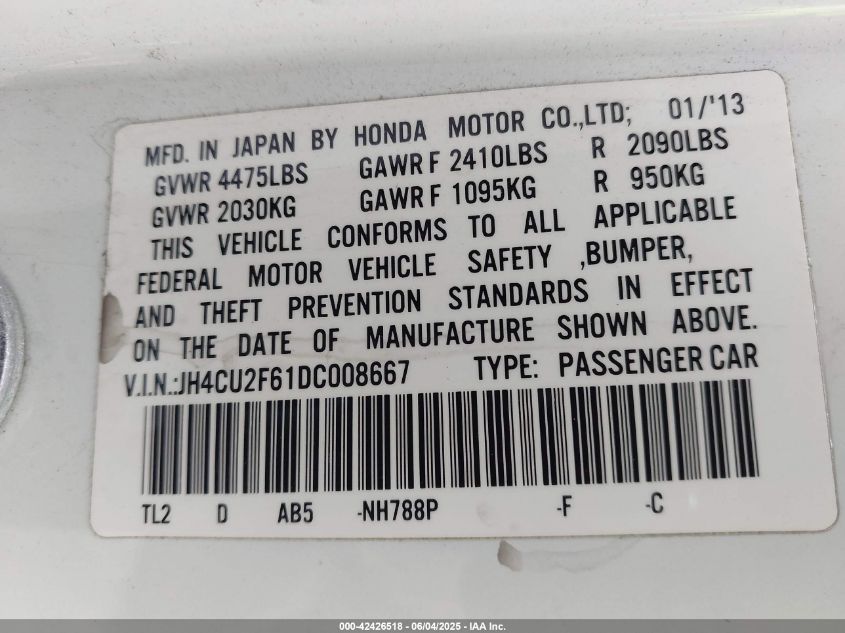 MFD. IN JAPAN BY HONDA MOTOR CO.,LTD; 01/'13
GVWR 4475LBS GAWR F 2410LBS R 2090LBS
GVWR 2030KG GAWR F 1095KG R 950KG
THIS VEHICLE CONFORMS TO ALL APPLICABLE
FEDERAL MOTOR VEHICLE SAFETY ,BUMPER,
AND THEFT PREVENTION STANDARDS IN EFFECT
ON THE DATE OF MANUFACTURE SHOWN ABOVE.
V.I.N.:JH4CU2F61DC008667 TYPE: PASSENGER CAR
TL2 D AB5 -NH788P -F -C
000-42426518 - 06/04/2025 - IAA Inc.